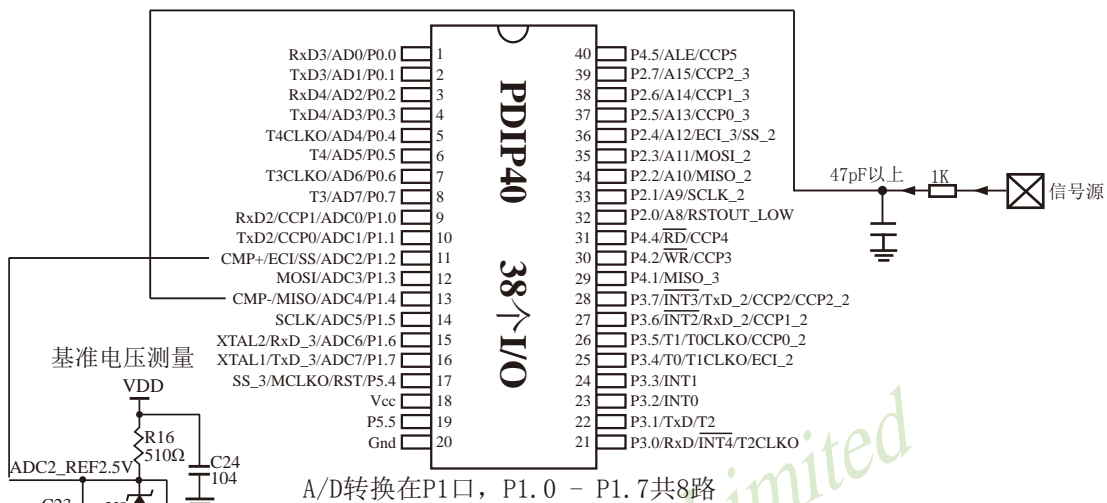 RxD3/AD0/P0.0 1
TxD3/AD1/P0.1 2
RxD4/AD2/P0.2 3
TxD4/AD3/P0.3 4
T4CLKO/AD4/P0.4 5
T4/AD5/P0.5 6
T3CLKO/AD6/P0.6 7
T3/AD7/P0.7 8
RxD2/CCP1/ADC0/P1.0 9
TxD2/CCP0/ADC1/P1.1 10
CMP+/ECI/SS/ADC2/P1.2 11
MOSI/ADC3/P1.3 12
CMP-/MISO/ADC4/P1.4 13
SCLK/ADC5/P1.5 14
XTAL2/RxD_3/ADC6/P1.6 15
XTAL1/TxD_3/ADC7/P1.7 16
SS_3/MCLKO/RST/P5.4 17
Vcc 18
P5.5 19
Gnd 20
PDIP40 38个I/O
40 P4.5/ALE/CCP5
39 P2.7/A15/CCP2_3
38 P2.6/A14/CCP1_3
37 P2.5/A13/CCP0_3
36 P2.4/A12/ECI_3/SS_2
35 P2.3/A11/MOSI_2
34 P2.2/A10/MISO_2
33 P2.1/A9/SCLK_2
32 P2.0/A8/RSTOUT_LOW
31 P4.4/RD/CCP4
30 P4.2/WR/CCP3
29 P4.1/MISO_3
28 P3.7/INT3/TxD_2/CCP2/CCP2_2
27 P3.6/INT2/RxD_2/CCP1_2
26 P3.5/T1/T0CLKO/CCP0_2
25 P3.4/T0/T1CLKO/ECI_2
24 P3.3/INT1
23 P3.2/INT0
22 P3.1/TxD/T2
21 P3.0/RxD/INT4/T2CLKO
47pF以上
1K
信号源
基准电压测量
VDD
R16
510Ω
C24
104
ADC2_REF2.5V
A/D转换在P1口，P1.0 - P1.7共8路
Limited